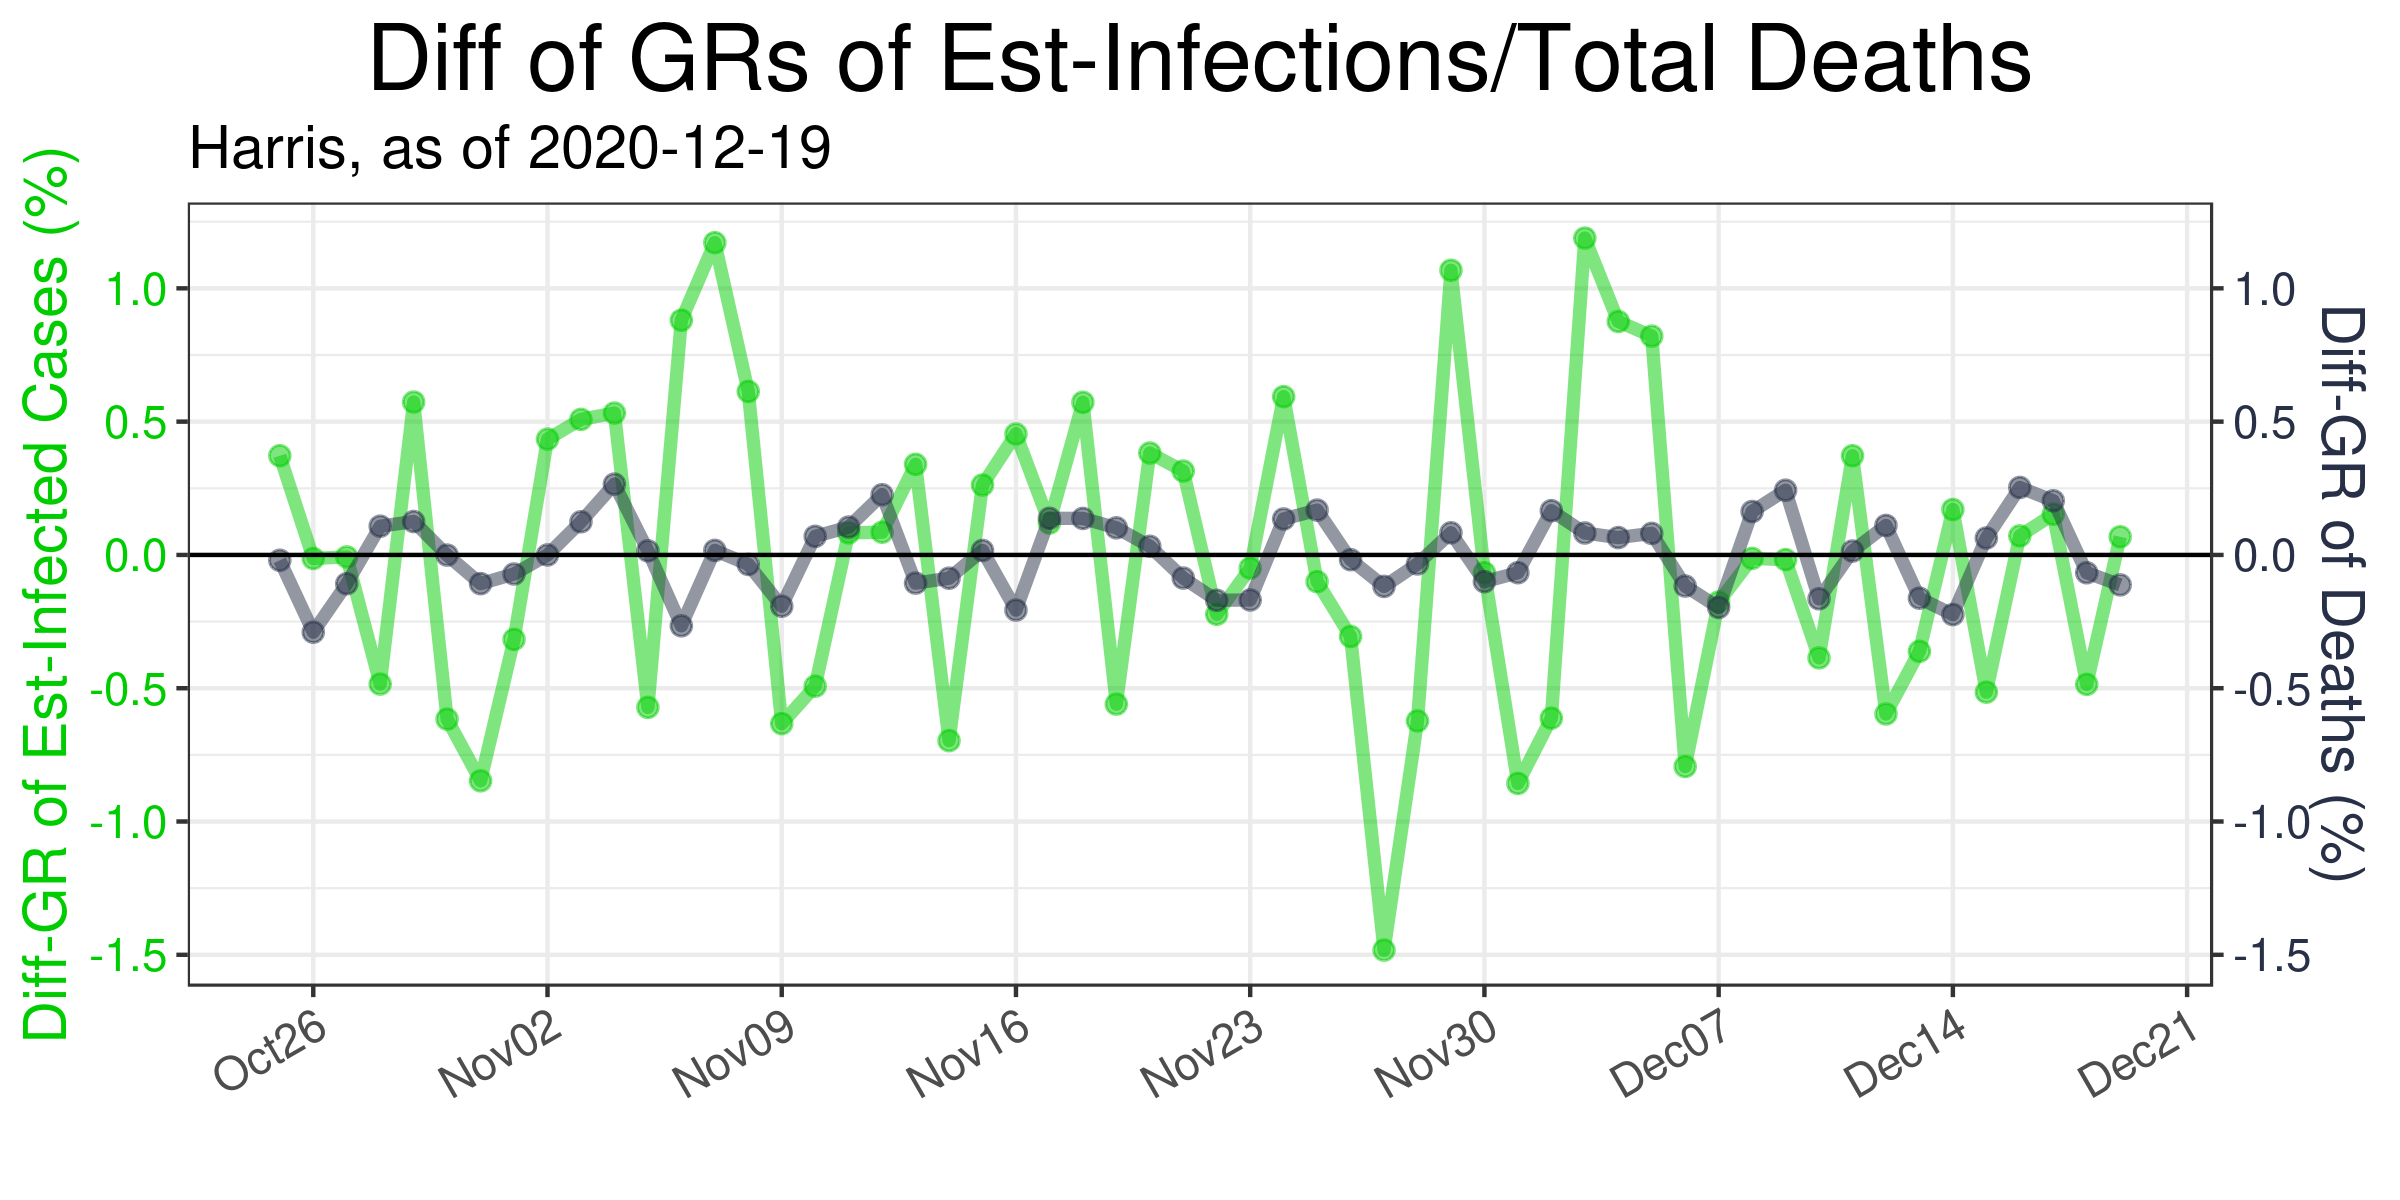 Diff of GRs of Est-Infections/Total Deaths
Harris, as of 2020-12-19
Diff-GR of Est-Infected Cases (%)
1.0
0.5
0.0
-0.5
-1.0
-1.5
1.0
0.5
0.0
-0.5
-1.0
-1.5
Diff-GR of Deaths (%)
Oct26
Nov02
Nov09
Nov16
Nov23
Nov30
Dec07
Dec14
Dec21